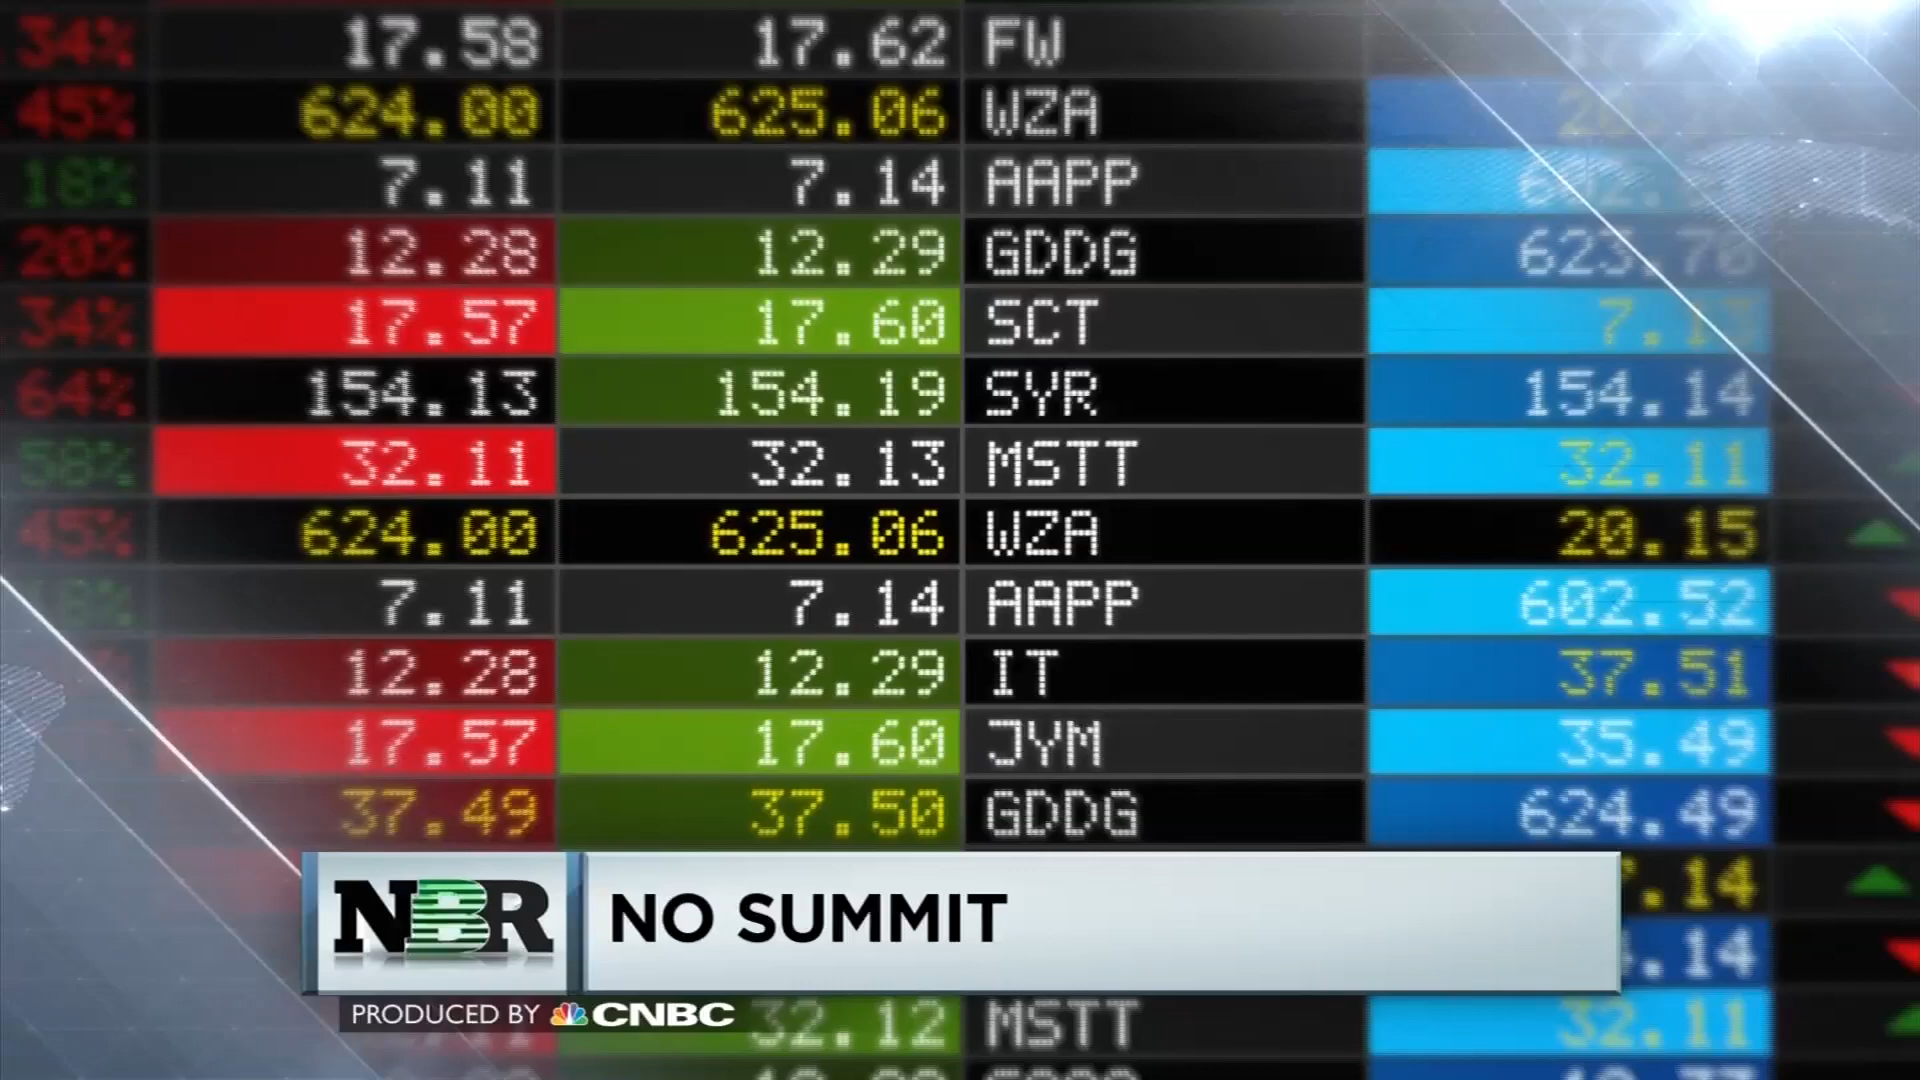 34% 17.58 17.62 FW
45% 624.00 625.06 WZA
18% 7.11 7.14 AAPP
20% 12.28 12.29 GDDG 623.70
34% 17.57 17.60 SCT
64% 154.13 154.19 SYR 154.14
58% 32.11 32.13 MSTT 32.11
45% 624.00 625.06 WZA 20.15
7.11 7.14 AAPP 602.52
12.28 12.29 IT 37.51
17.57 17.60 JYM 35.49
37.49 37.50 GDDG 624.49
NBR NO SUMMIT
PRODUCED BY CNBC
32.12 MSTT 32.11